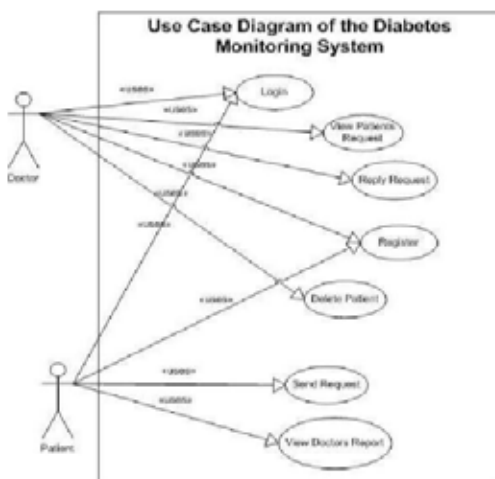 Use Case Diagram of the Diabetes
Monitoring System
«uses»
Login
«uses»
View Patients
Request
«uses»
Doctor
«uses»
Reply Request
«uses»
Register
«uses»
«uses»
Delete Patient
«uses»
Send Request
«uses»
View Doctors Report
Patient